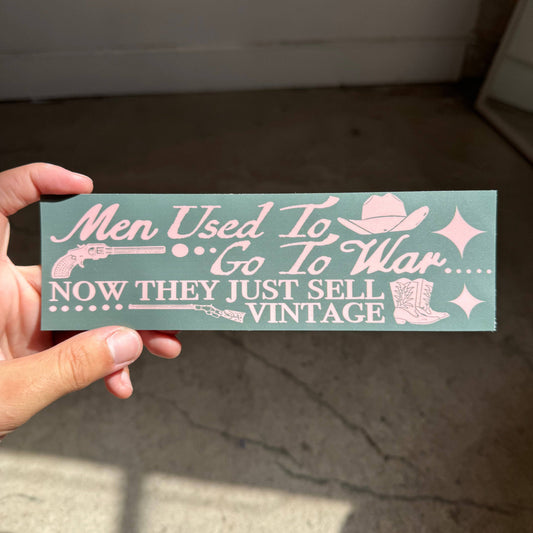 Men Used To
Go To War.....
NOW THEY JUST SELL
VINTAGE